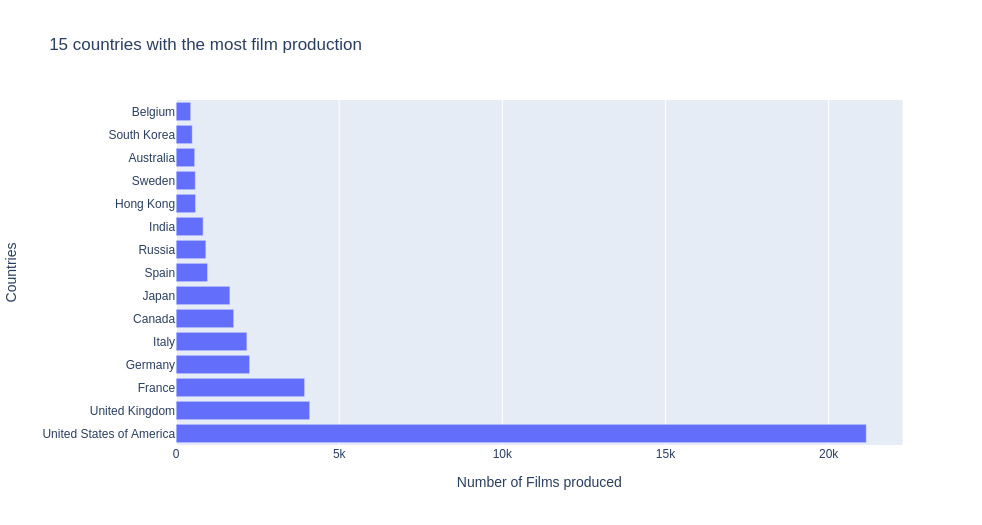 15 countries with the most film production
Belgium
South Korea
Australia
Sweden
Hong Kong
India
Russia
Spain
Japan
Canada
Italy
Germany
France
United Kingdom
United States of America
Countries
0 5k 10k 15k 20k
Number of Films produced